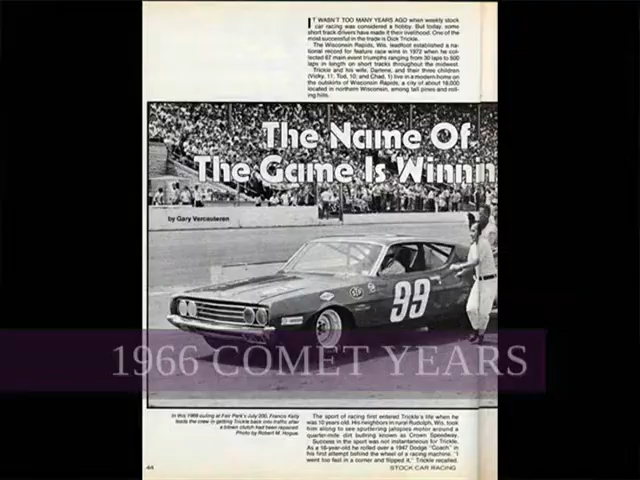 IT WASN'T TOO MANY YEARS AGO when weekly stock
car racing was considered a hobby. But today, some
short track drivers have made it their livelihood. One of the
most successful in the trade is Dick Trickle.
The Wisconsin Rapids, Wis. leadfoot established a na-
tional record for feature race wins in 1972 when he col-
lected 67 main event triumphs ranging from 30 laps to 500
laps in length on short tracks throughout the midwest.
Trickle and his wife, Darlene, and their three children
(Vicky, 11, Tod, 10; and Chad, 1) live in a modern home on
the outskirts of Wisconsin Rapids, a city of about 18,000
located in northern Wisconsin, among tall pines and roll-
ing hills.
The Name Of
The Game Is Winnin
by Gary Vercauteren
99
1966 COMET YEARS
In this 1969 outing at Fair Park's July 200, Francis Kelly
leads the crew in getting Trickle back into traffic after
a blown clutch had been repaired.
Photo by Robert M. Hogue.
The sport of racing first entered Trickle's life when he
was 10 years old. His neighbors in rural Rudolph, Wis. took
him along to see sputtering jalopies motor around a
quarter-mile dirt bullring known as Crown Speedway.
Success in the sport was not instantaneous for Trickle.
As a 16-year-old he rolled over a 1947 Dodge "Coach" in
his first attempt behind the wheel of a racing machine. "I
went too fast in a corner and flipped it," Trickle recalled.
44
STOCK CAR RACING